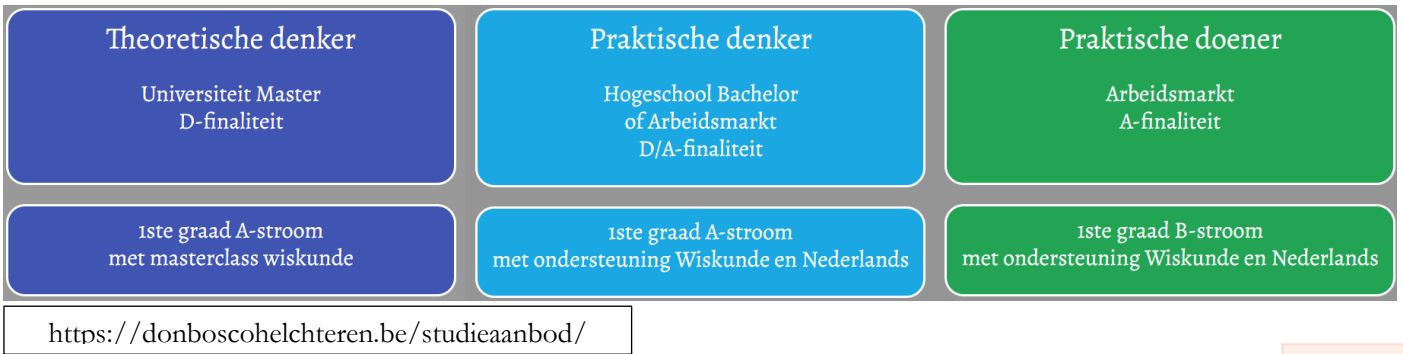 Theoretische denker
Universiteit Master
D-finaliteit
Praktische denker
Hogeschool Bachelor
of Arbeidsmarkt
D/A-finaliteit
Praktische doener
Arbeidsmarkt
A-finaliteit
1ste graad A-stroom
met masterclass wiskunde
1ste graad A-stroom
met ondersteuning Wiskunde en Nederlands
1ste graad B-stroom
met ondersteuning Wiskunde en Nederlands
https://donboscohelchteren.be/studieaanbod/